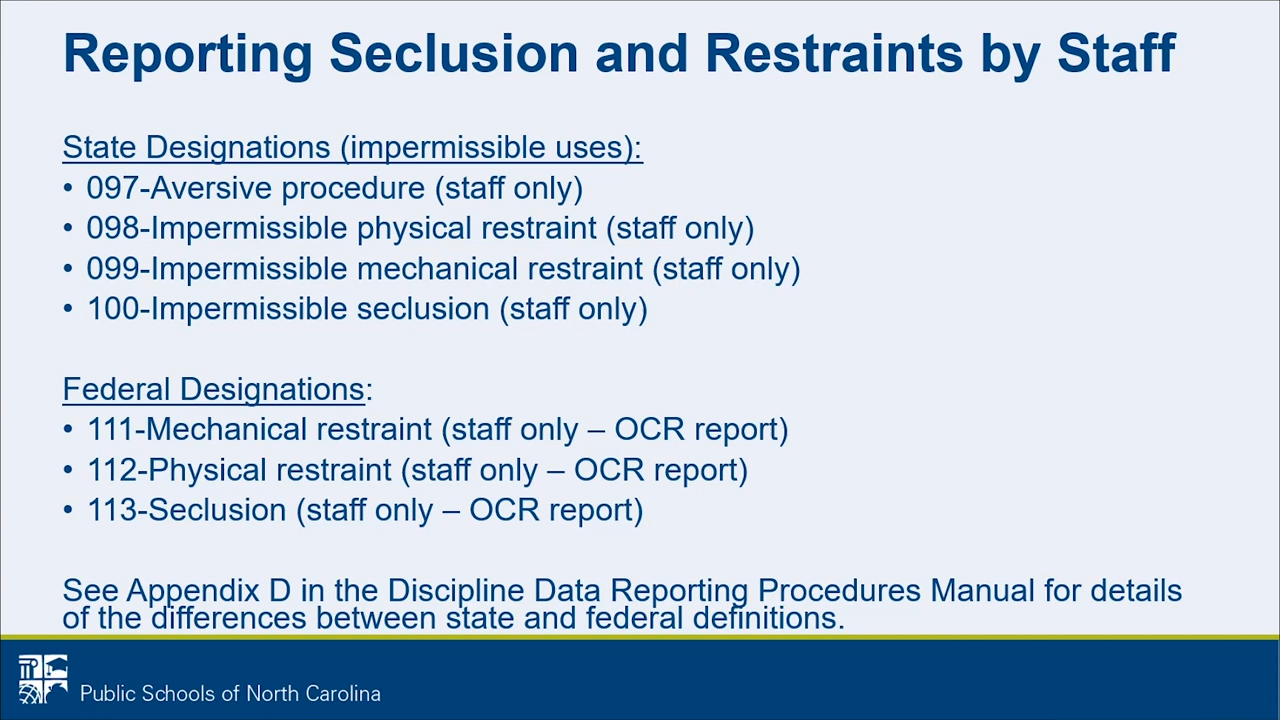 Reporting Seclusion and Restraints by Staff
State Designations (impermissible uses):
• 097-Aversive procedure (staff only)
• 098-Impermissible physical restraint (staff only)
• 099-Impermissible mechanical restraint (staff only)
• 100-Impermissible seclusion (staff only)
Federal Designations:
• 111-Mechanical restraint (staff only – OCR report)
• 112-Physical restraint (staff only – OCR report)
• 113-Seclusion (staff only – OCR report)
See Appendix D in the Discipline Data Reporting Procedures Manual for details
of the differences between state and federal definitions.
Public Schools of North Carolina